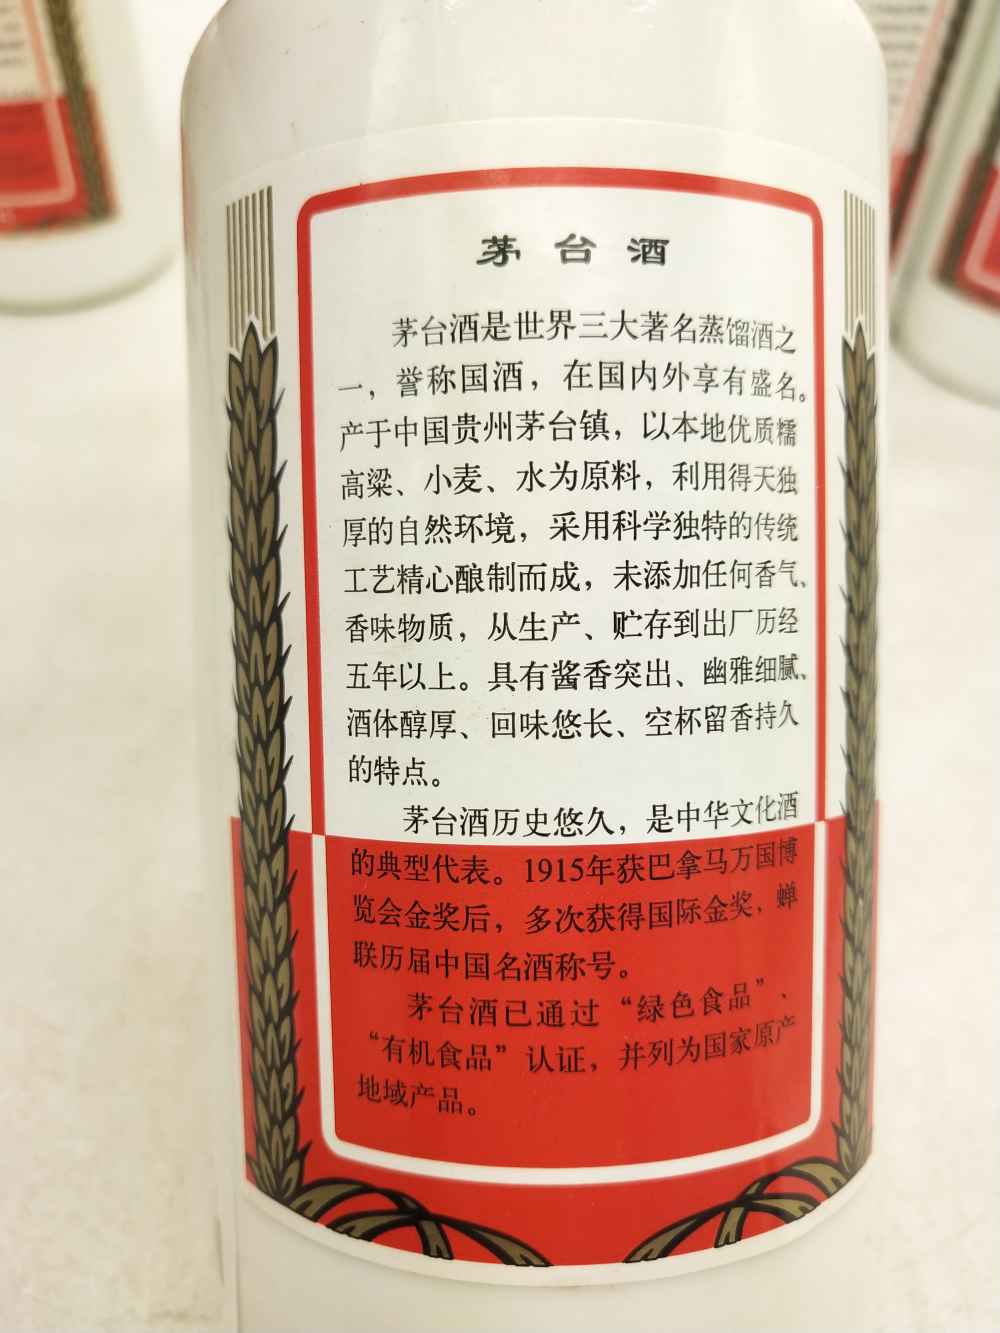 茅台酒
茅台酒是世界三大著名蒸馏酒之
一，誉称国酒，在国内外享有盛名。
产于中国贵州茅台镇，以本地优质糯
高粱、小麦、水为原料，利用得天独
厚的自然环境，采用科学独特的传统
工艺精心酿制而成，未添加任何香气、
香味物质，从生产、贮存到出厂历经
五年以上。具有酱香突出、幽雅细腻、
酒体醇厚、回味悠长、空杯留香持久
的特点。
茅台酒历史悠久，是中华文化酒
的典型代表。1915年获巴拿马万国博
览会金奖后，多次获得国际金奖，蝉
联历届中国名酒称号。
茅台酒已通过“绿色食品”、
“有机食品”认证，并列为国家原产
地域产品。